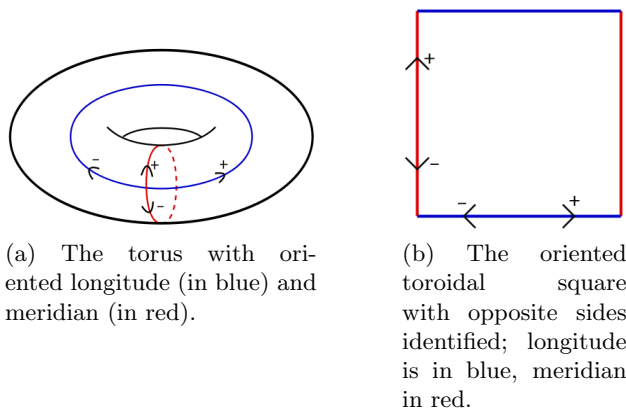 +
+
-
-
+
-
-
+
(a) The torus with ori-
ented longitude (in blue) and
meridian (in red).
(b) The oriented
toroidal square
with opposite sides
identified; longitude
is in blue, meridian
in red.